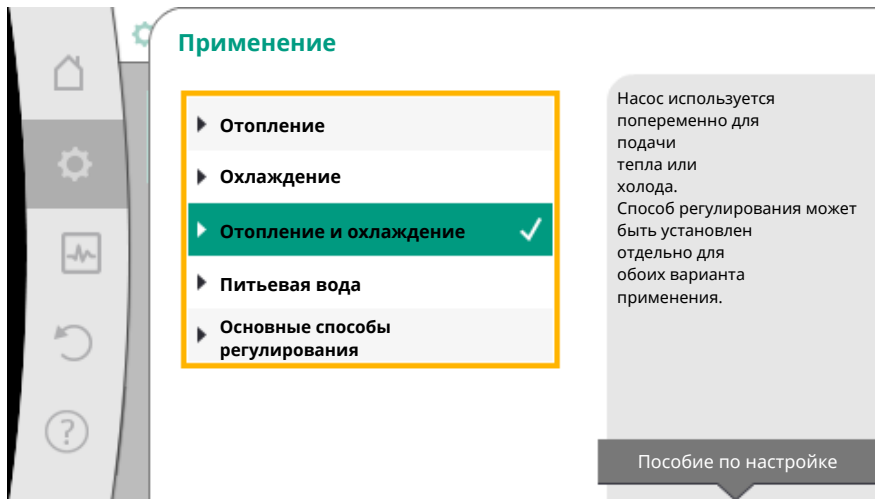 Применение
Отопление
Охлаждение
Отопление и охлаждение
Питьевая вода
Основные способы
регулирования
Насос используется
попеременно для
подачи
тепла или
холода.
Способ регулирования может
быть установлен
отдельно для
обоих варианта
применения.
Пособие по настройке
?